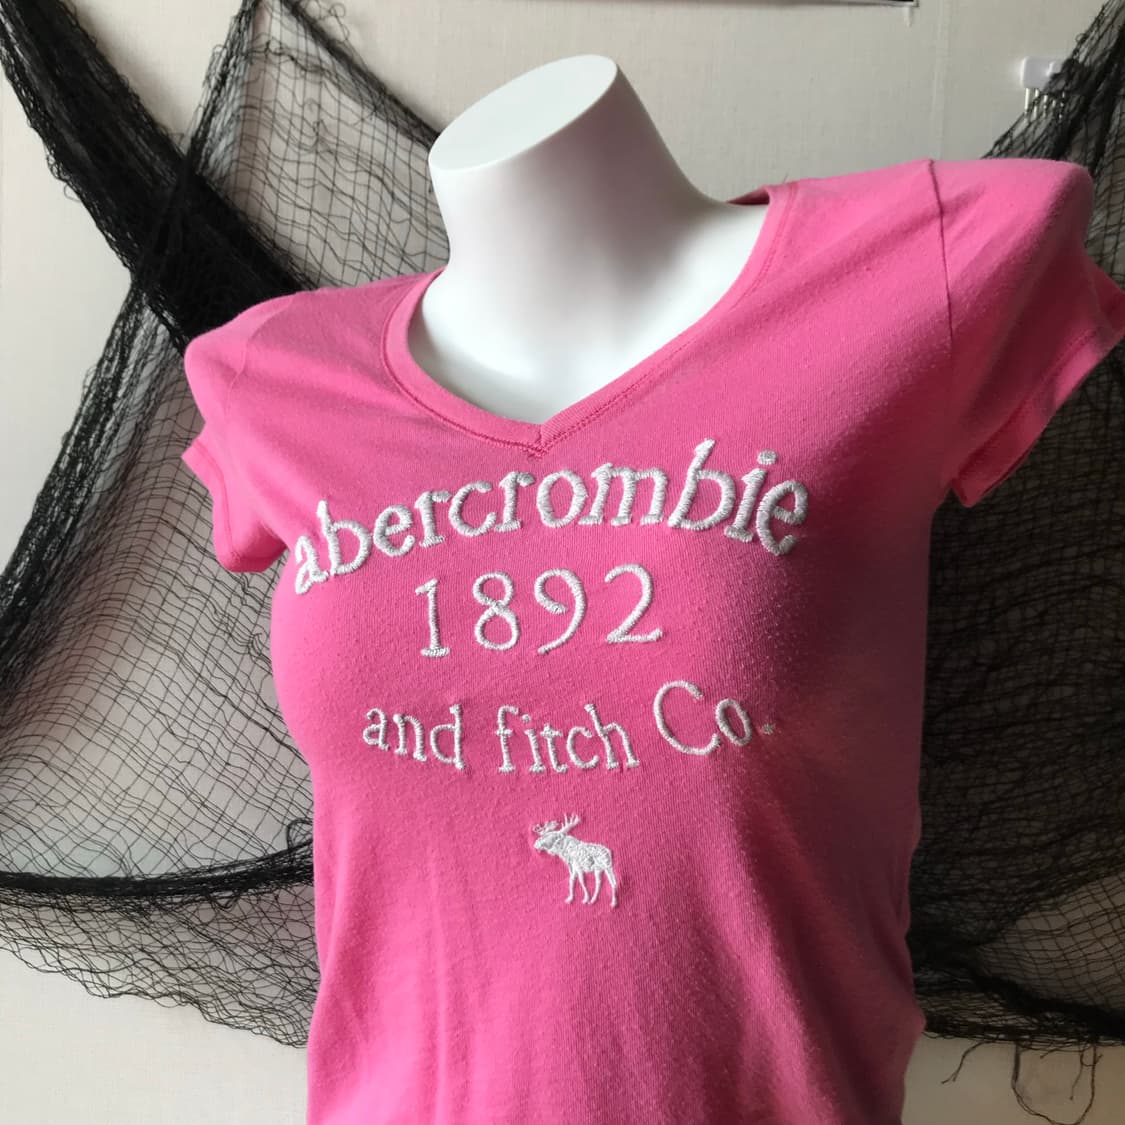 abercrombie
1892
and fitch Co.